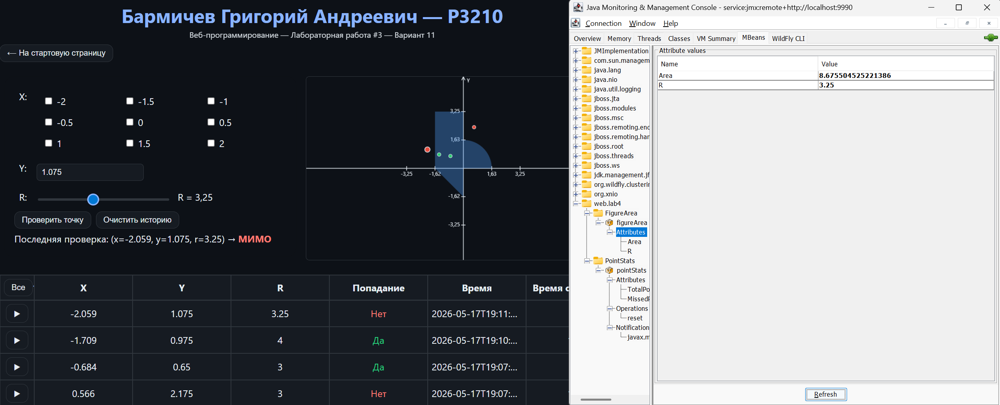 Бармичев Григорий Андреевич — P3210
Веб-программирование — Лабораторная работа #3 — Вариант 11
← На стартовую страницу
X:
-2
-1.5
-1
-0.5
0
0.5
1
1.5
2
Y:
1.075
R:
R = 3,25
Проверить точку
Очистить историю
Последняя проверка: (x=-2.059, y=1.075, r=3.25) → МИМО
Y
3,25
1,63
-3,25
-1,62
1,63
3,25
-1,62
-3,25
Все
X
Y
R
Попадание
Время
Время
-2.059
1.075
3.25
Нет
2026-05-17T19:11:...
-1.709
0.975
4
Да
2026-05-17T19:10:...
-0.684
0.65
3
Да
2026-05-17T19:07:...
0.566
2.175
3
Нет
2026-05-17T19:07:...
Java Monitoring & Management Console - service:jmx:remote+http://localhost:9990
Connection Window Help
Overview Memory Threads Classes VM Summary MBeans WildFly CLI
JMImplementation
com.sun.managem
java.lang
java.nio
java.util.logging
jboss.jta
jboss.modules
jboss.msc
jboss.remoting.end
jboss.remoting.har
jboss.root
jboss.threads
jboss.ws
jdk.management.jf
org.wildfly.clusterin
org.xnio
web.lab4
FigureArea
figureArea
Attributes
Area
R
PointStats
pointStats
Attributes
TotalPo
MissedP
Operations
reset
Notification
javax.m
Attribute values
Name
Value
Area
8.675504525221386
R
3.25
Refresh